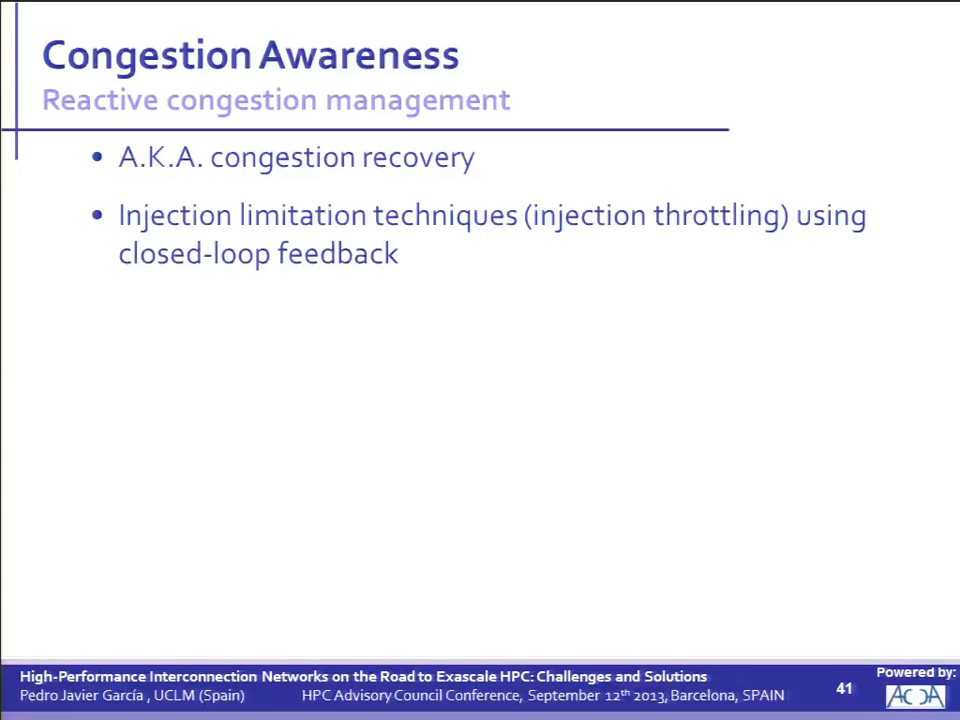 Congestion Awareness
Reactive congestion management
• A.K.A. congestion recovery
• Injection limitation techniques (injection throttling) using
closed-loop feedback
High-Performance Interconnection Networks on the Road to Exascale HPC: Challenges and Solutions
Pedro Javier García , UCLM (Spain) HPC Advisory Council Conference, September 12th 2013, Barcelona, SPAIN
41
Powered by: